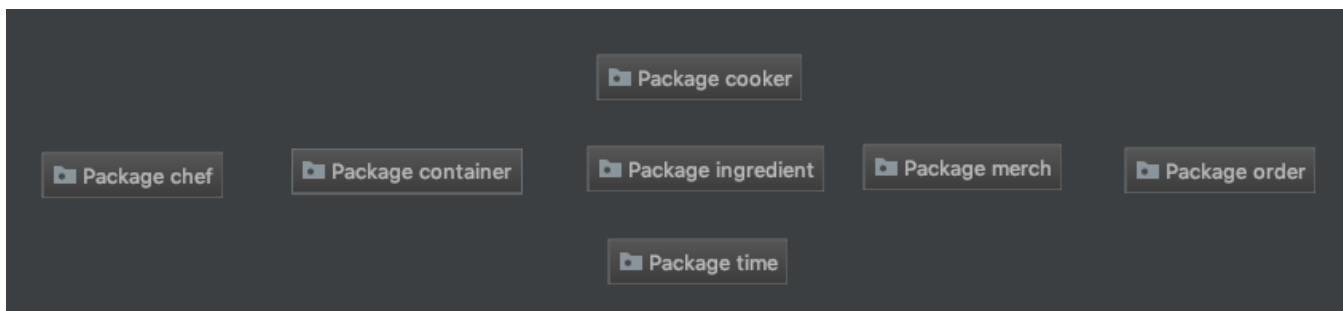 Package cooker
Package chef
Package container
Package ingredient
Package merch
Package order
Package time